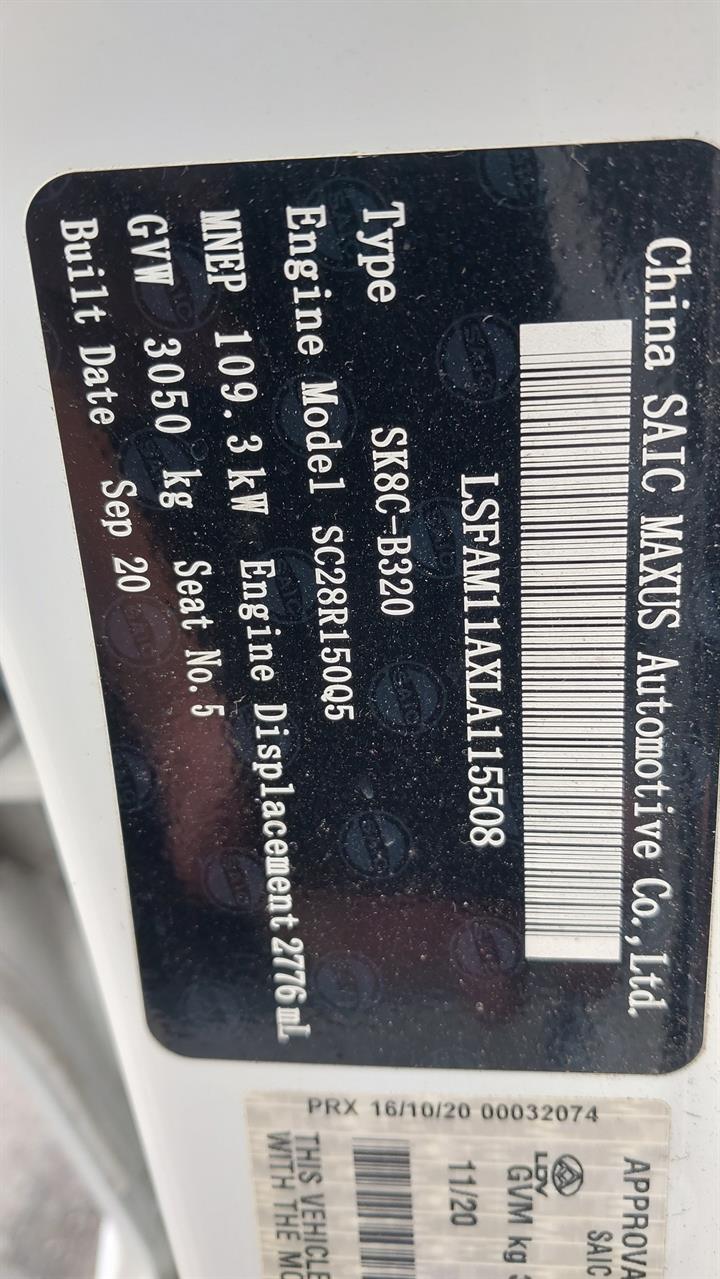 China SAIC MAXUS Automotive Co.,Ltd.
LSFAM11AXLA115508
Type SK8C-B320
Engine Model SC28R150Q5
MNEP 109.3kW Engine Displacement 2776mL
GVW 3050 kg Seat No.5
Built Date Sep 20
SAIC
PRX 16/10/20 00032074
SAIC
LDV GVM kg
11/20
THIS VEHICLE
WITH THE